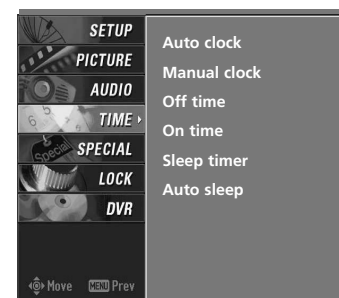 SETUP
PICTURE
AUDIO
TIME
SPECIAL
LOCK
DVR
Move MENU Prev
Auto clock
Manual clock
Off time
On time
Sleep timer
Auto sleep